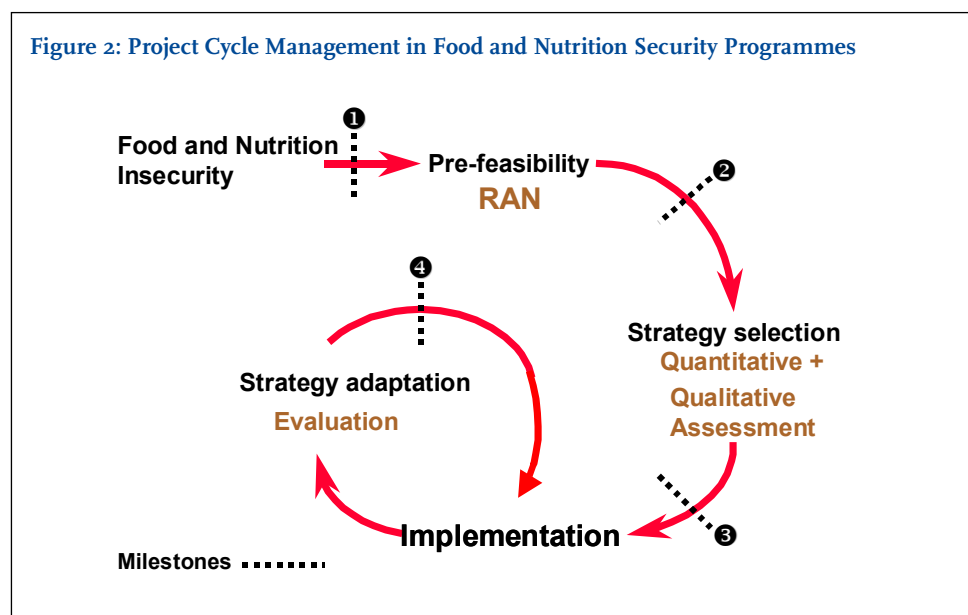 Figure 2: Project Cycle Management in Food and Nutrition Security Programmes
❶
Food and Nutrition
Insecurity
Pre-feasibility
RAN
❷
❹
Strategy selection
Quantitative +
Qualitative
Assessment
Strategy adaptation
Evaluation
❸
Implementation
Milestones